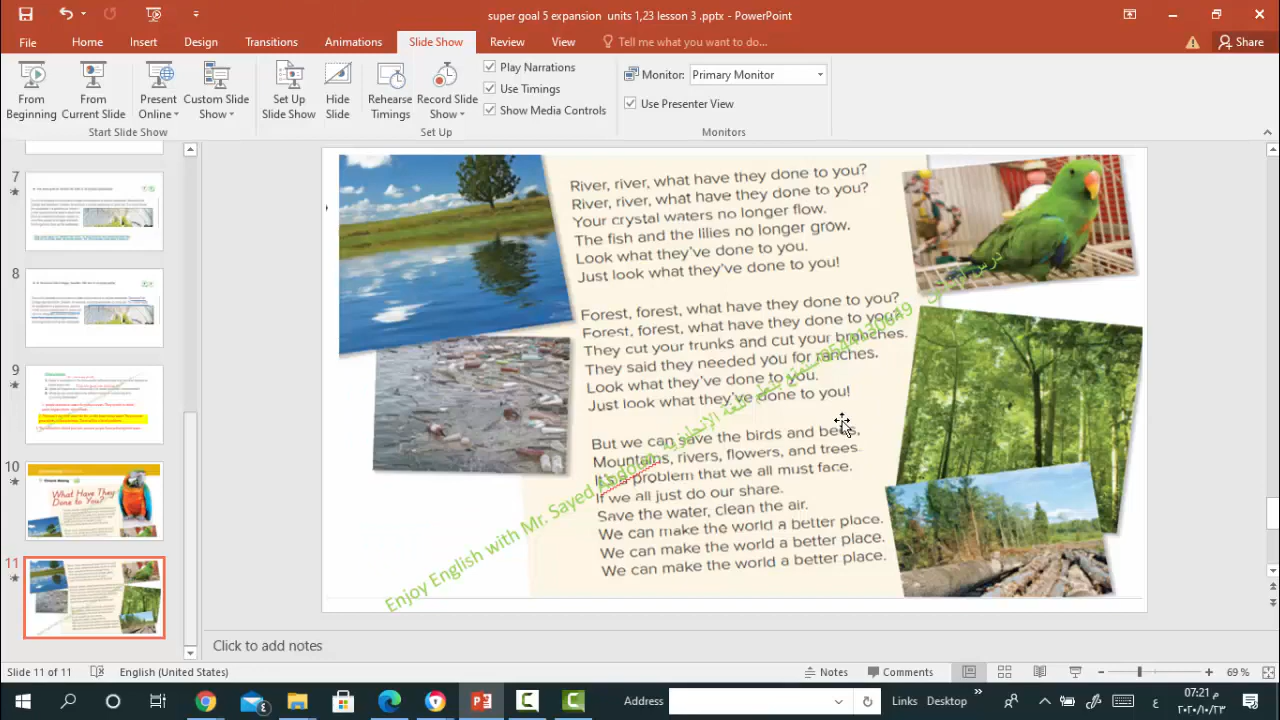 super goal 5 expansion units 1,23 lesson 3 .pptx - PowerPoint
File Home Insert Design Transitions Animations Slide Show Review View Tell me what you want to do... Share
From Beginning
From Current Slide
Present Online
Custom Slide Show
Set Up Slide Show
Hide Slide
Rehearse Timings
Record Slide Show
Play Narrations
Use Timings
Show Media Controls
Monitor: Primary Monitor
Use Presenter View
Start Slide Show
Set Up
Monitors
7
8
9
10
What Have They
Done to You?
11
River, river, what have they done to you?
River, river, what have they done to you?
Your crystal waters no longer flow.
The fish and the lilies no longer grow.
Look what they've done to you.
Just look what they've done to you!
Forest, forest, what have they done to you?
Forest, forest, what have they done to you?
They cut your trunks and cut your branches.
They said they needed you for ranches.
Look what they've done to you.
Just look what they've done to you!
But we can save the birds and bees,
Mountains, rivers, flowers, and trees.
It's a problem that we all must face.
If we all just do our share.
Save the water, clean the air.
We can make the world a better place.
We can make the world a better place.
We can make the world a better place.
Enjoy English with Mr. Sayed
Click to add notes
Slide 11 of 11
English (United States)
Notes
Comments
69 %
Address
Links
Desktop
ع
07:21 م
٢٠٢٠/١٠/٢٣